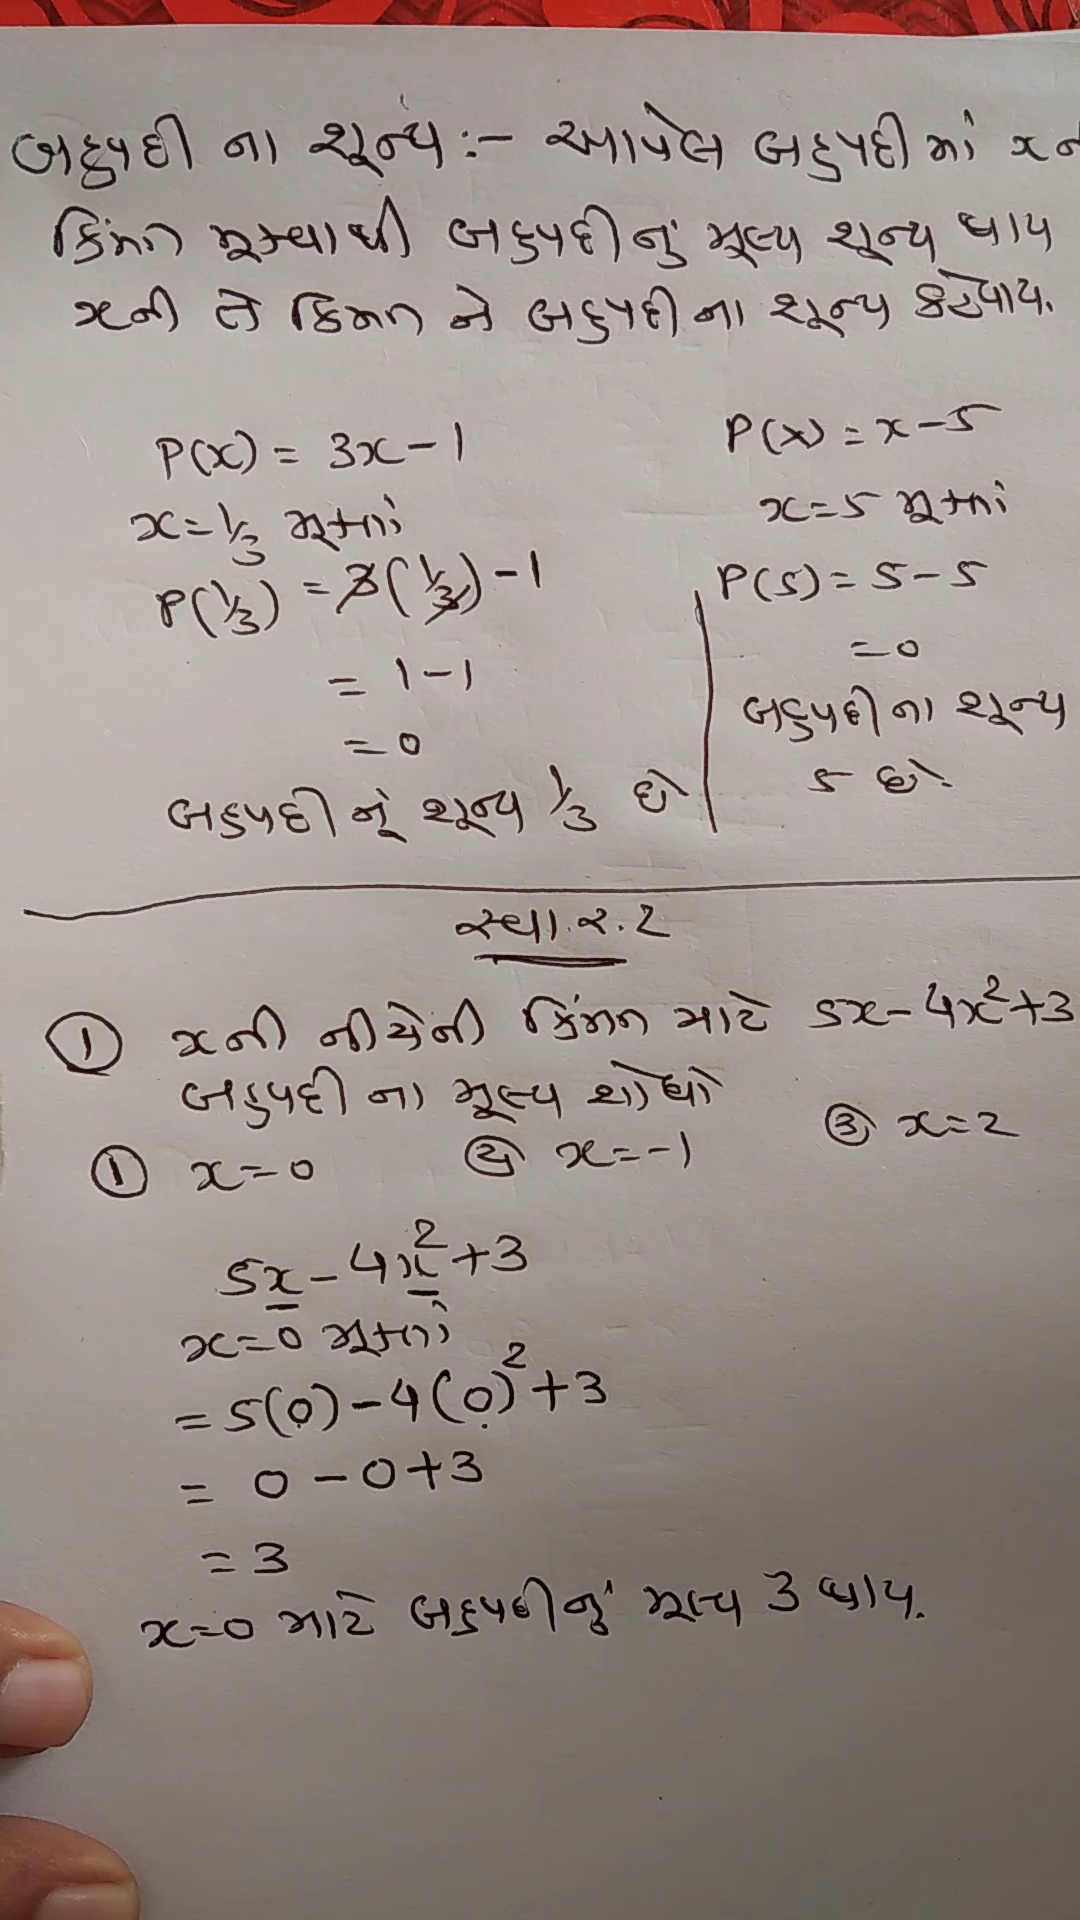 બહુપદી ના શૂન્ય :- આપેલ બહુપદી માં x ન
કિંમત મૂકવાથી બહુપદીનું મૂલ્ય શૂન્ય થાય
xની તે કિંમત ને બહુપદીના શૂન્ય કહેવાય.
P(x) = 3x - 1
x = 1/3 મૂકતાં
P(1/3) = 3(1/3) - 1
= 1 - 1
= 0
બહુપદી નું શૂન્ય 1/3 છે
P(x) = x - 5
x = 5 મૂકતાં
P(5) = 5 - 5
= 0
બહુપદી ના શૂન્ય
5 છે.
સ્વા. ૨.2
① xની નીચેની કિંમત માટે 5x - 4x² + 3
બહુપદી ના મૂલ્ય શોધો
① x = 0 ② x = -1 ③ x = 2
5x - 4x² + 3
x = 0 મૂકતાં
= 5(0) - 4(0)² + 3
= 0 - 0 + 3
= 3
x = 0 માટે બહુપદીનું મૂલ્ય 3 થાય.